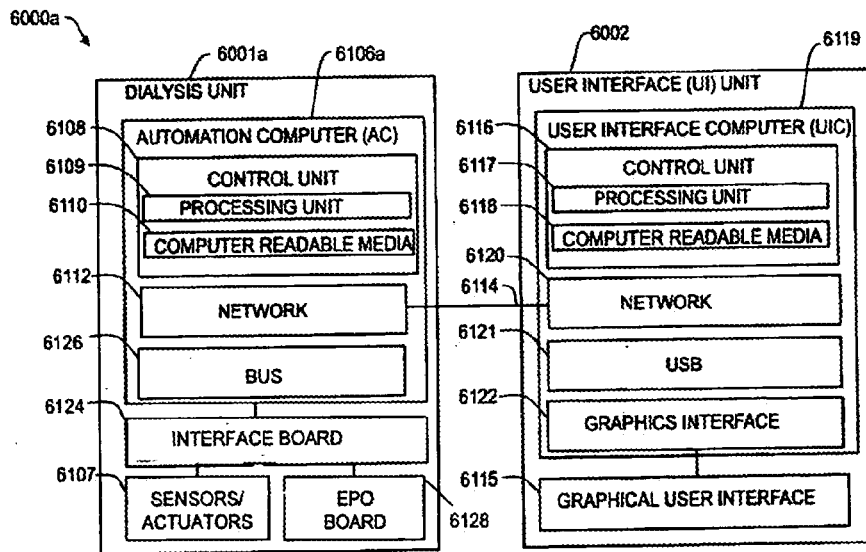 6000a
6001a
6106a
DIALYSIS UNIT
6108
AUTOMATION COMPUTER (AC)
6109
CONTROL UNIT
6110
PROCESSING UNIT
COMPUTER READABLE MEDIA
6112
NETWORK
6126
BUS
6124
INTERFACE BOARD
6107
SENSORS/
ACTUATORS
EPO
BOARD
6128
6002
6119
USER INTERFACE (UI) UNIT
6116
USER INTERFACE COMPUTER (UIC)
6117
CONTROL UNIT
PROCESSING UNIT
6118
COMPUTER READABLE MEDIA
6120
6114
NETWORK
6121
USB
6122
GRAPHICS INTERFACE
6115
GRAPHICAL USER INTERFACE